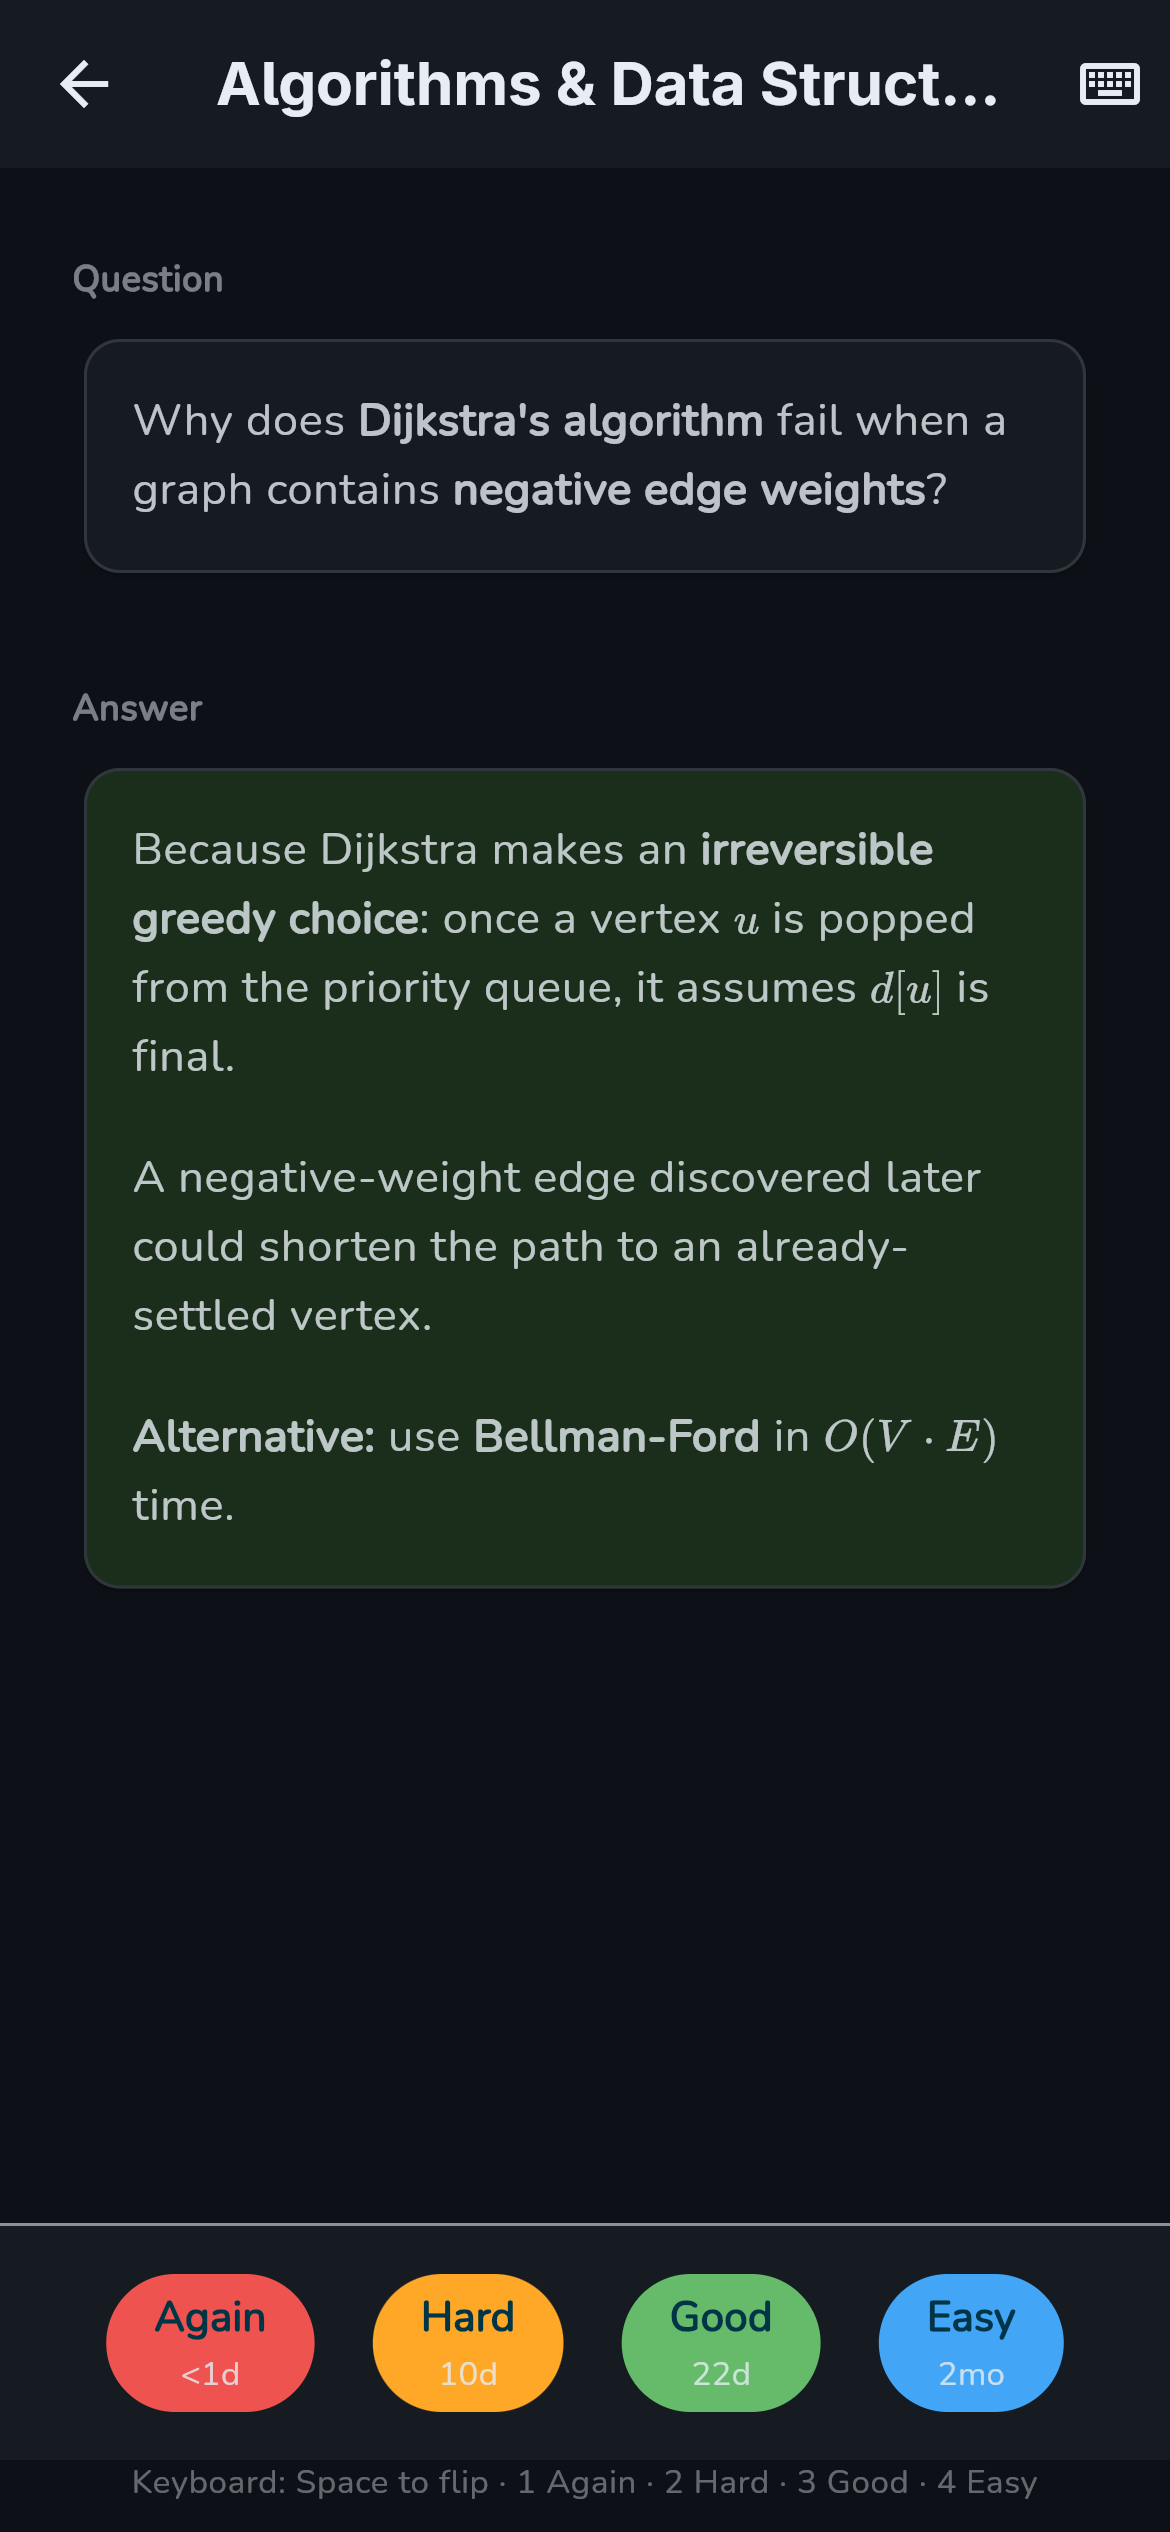 Algorithms & Data Struct...
Question
Why does Dijkstra's algorithm fail when a
graph contains negative edge weights?
Answer
Because Dijkstra makes an irreversible
greedy choice: once a vertex u is popped
from the priority queue, it assumes d[u] is
final.
A negative-weight edge discovered later
could shorten the path to an already-
settled vertex.
Alternative: use Bellman-Ford in O(V · E)
time.
Again Hard Good Easy
<1d 10d 22d 2mo
Keyboard: Space to flip · 1 Again · 2 Hard · 3 Good · 4 Easy